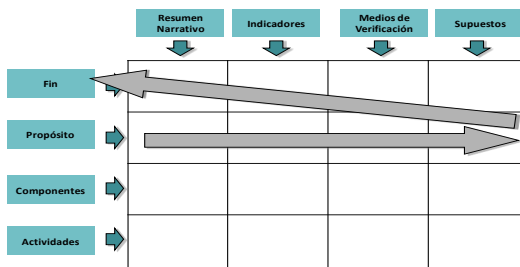 Resumen
Narrativo
Indicadores
Medios de
Verificación
Supuestos
Fin
Propósito
Componentes
Actividades